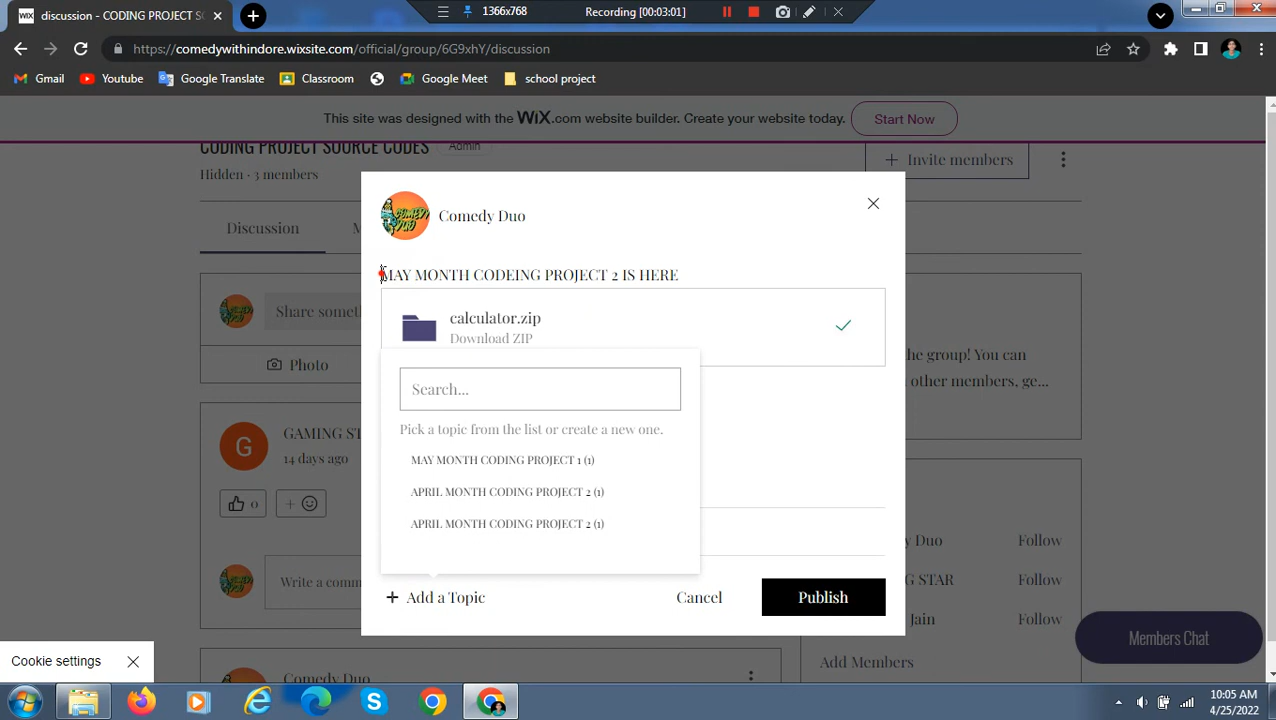 discussion - CODING PROJECT S
1366x768
Recording [00:03:01]
https://comedywithindore.wixsite.com/official/group/6G9xhY/discussion
Gmail
Youtube
Google Translate
Classroom
Google Meet
school project
This site was designed with the WiX.com website builder. Create your website today.
Start Now
CODING PROJECT SOURCE CODES
Admin
Invite members
Hidden · 3 members
Discussion
M
Comedy Duo
Share someth
MAY MONTH CODEING PROJECT 2 IS HERE
calculator.zip
Download ZIP
Photo
he group! You can
other members, ge...
Search...
Pick a topic from the list or create a new one.
MAY MONTH CODING PROJECT 1 (1)
APRIL MONTH CODING PROJECT 2 (1)
APRIL MONTH CODING PROJECT 2 (1)
GAMING ST
14 days ago
G
0
Write a comm
y Duo
Follow
G STAR
Follow
Jain
Follow
Add a Topic
Cancel
Publish
Members Chat
Cookie settings
Add Members
Comedy Duo
10:05 AM
4/25/2022